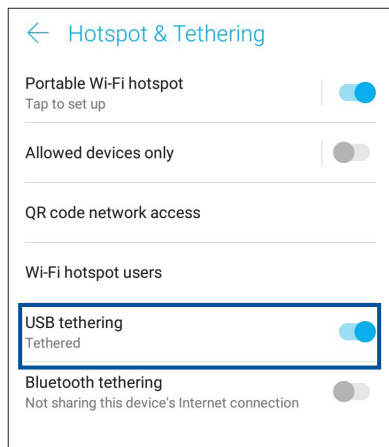 Hotspot & Tethering
Portable Wi-Fi hotspot
Tap to set up
Allowed devices only
QR code network access
Wi-Fi hotspot users
USB tethering
Tethered
Bluetooth tethering
Not sharing this device's Internet connection